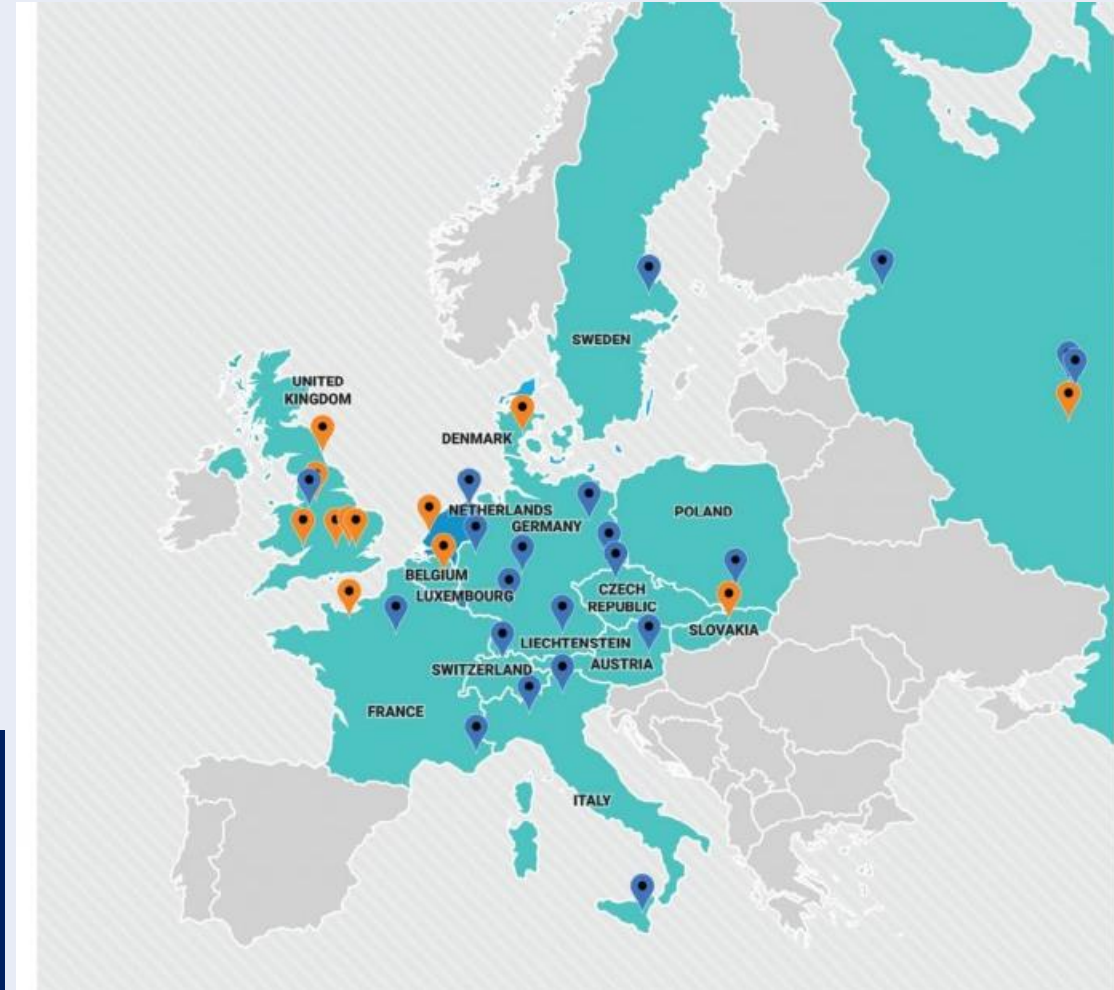 SWEDEN
UNITED
KINGDOM
DENMARK
NETHERLANDS
POLAND
GERMANY
BELGIUM
LUXEMBOURG
CZECH
REPUBLIC
SLOVAKIA
LIECHTENSTEIN
AUSTRIA
SWITZERLAND
FRANCE
ITALY